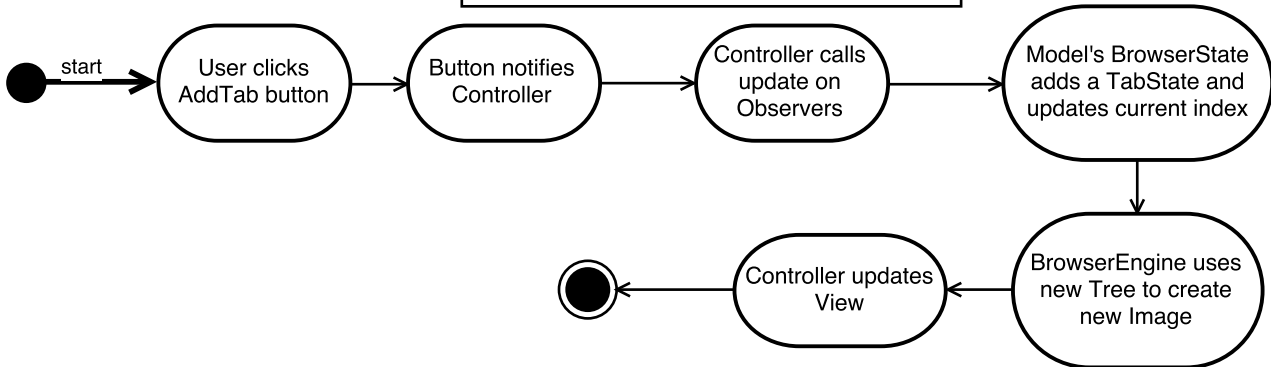 start
User clicks
AddTab button
Button notifies
Controller
Controller calls
update on
Observers
Model's BrowserState
adds a TabState and
updates current index
BrowserEngine uses
new Tree to create
new Image
Controller updates
View